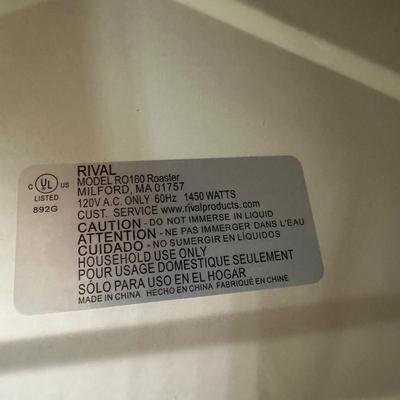 RIVAL
MODEL RO180 Roaster
MILFORD, MA 01757
120V A.C. ONLY 60Hz 1450 WATTS
CUST. SERVICE www.rivalproducts.com
CAUTION - DO NOT IMMERSE IN LIQUID
ATTENTION - NE PAS IMMERGER DANS L'EAU
CUIDADO - NO SUMERGIR EN LÍQUIDOS
HOUSEHOLD USE ONLY
POUR USAGE DOMESTIQUE SEULEMENT
SÓLO PARA USO EN EL HOGAR
MADE IN CHINA HECHO EN CHINA FABRIQUÉ EN CHINE
C UL US
LISTED
892G